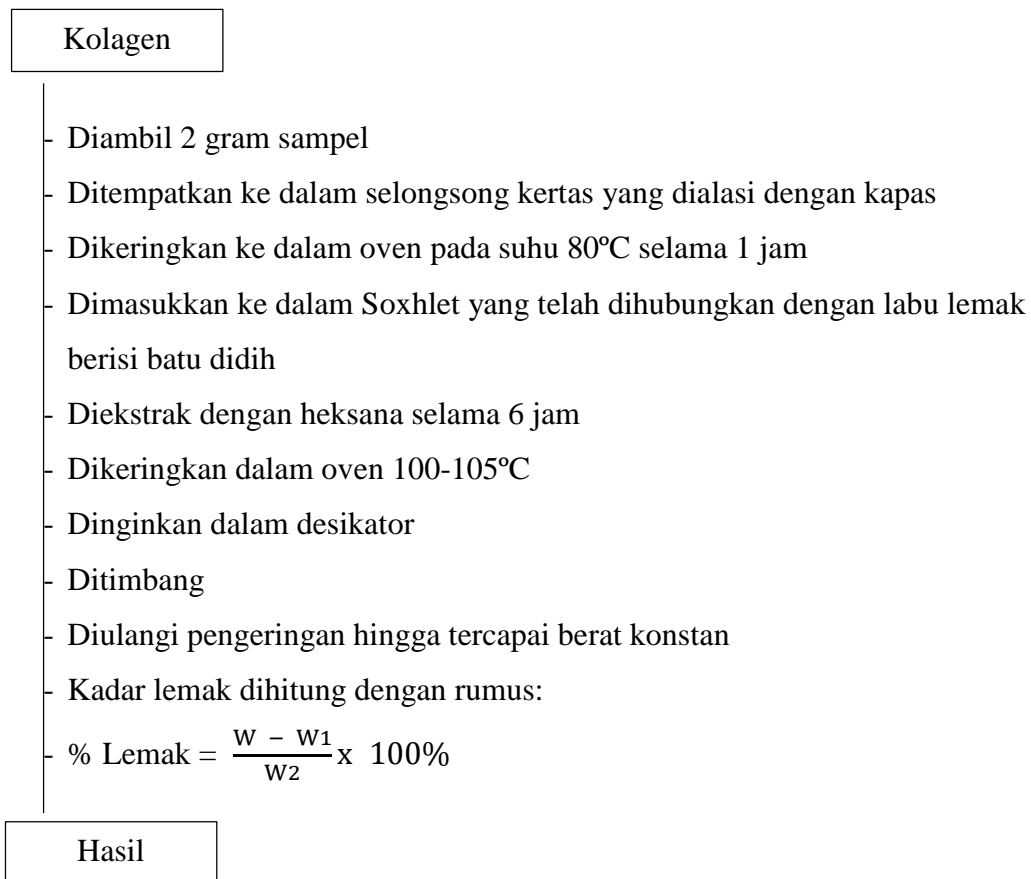 Kolagen
- Diambil 2 gram sampel
- Ditempatkan ke dalam selongsong kertas yang dialasi dengan kapas
- Dikeringkan ke dalam oven pada suhu 80ºC selama 1 jam
- Dimasukkan ke dalam Soxhlet yang telah dihubungkan dengan labu lemak
berisi batu didih
- Diekstrak dengan heksana selama 6 jam
- Dikeringkan dalam oven 100-105ºC
- Dinginkan dalam desikator
- Ditimbang
- Diulangi pengeringan hingga tercapai berat konstan
- Kadar lemak dihitung dengan rumus:
- % Lemak = (W − W1)/W2 x 100%
Hasil